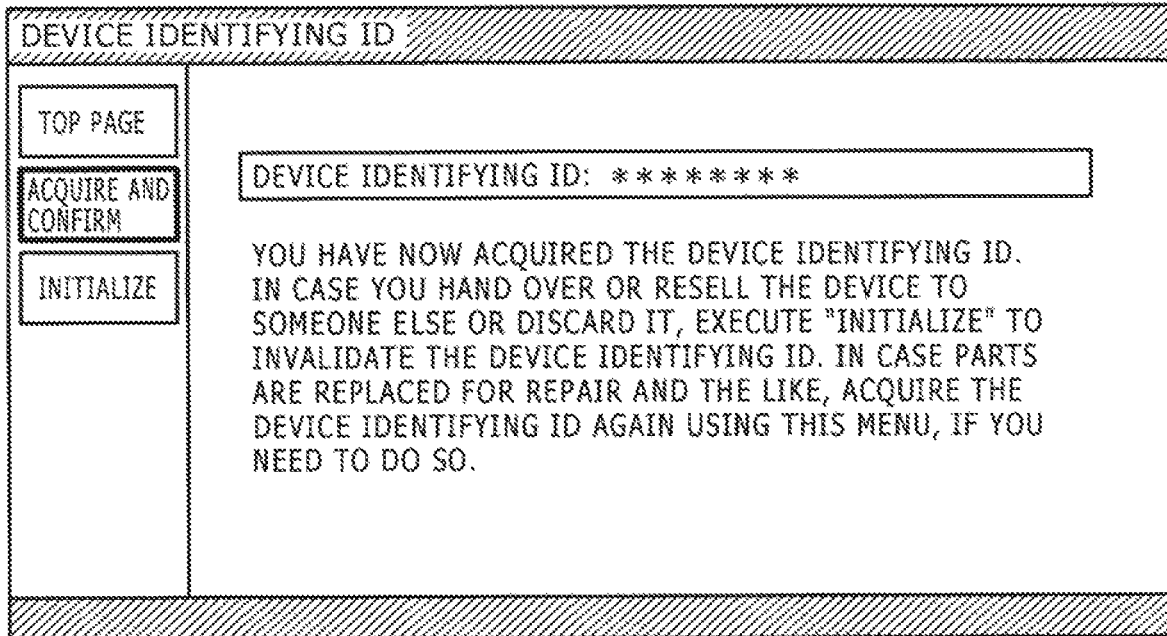 DEVICE IDENTIFYING ID
TOP PAGE
ACQUIRE AND
CONFIRM
INITIALIZE
DEVICE IDENTIFYING ID: ********
YOU HAVE NOW ACQUIRED THE DEVICE IDENTIFYING ID.
IN CASE YOU HAND OVER OR RESELL THE DEVICE TO
SOMEONE ELSE OR DISCARD IT, EXECUTE "INITIALIZE" TO
INVALIDATE THE DEVICE IDENTIFYING ID. IN CASE PARTS
ARE REPLACED FOR REPAIR AND THE LIKE, ACQUIRE THE
DEVICE IDENTIFYING ID AGAIN USING THIS MENU, IF YOU
NEED TO DO SO.